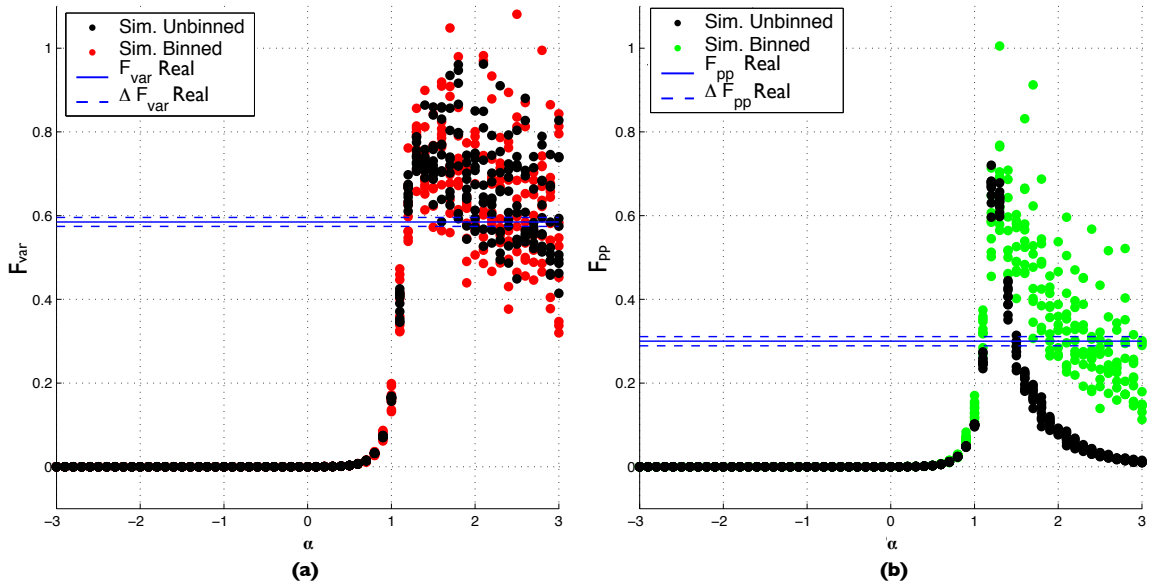 Sim. Unbinned
Sim. Binned
F_var Real
Δ F_var Real
F_var
1
0.8
0.6
0.4
0.2
0
-3
-2
-1
0
1
2
3
α
(a)
Sim. Unbinned
Sim. Binned
F_pp Real
Δ F_pp Real
F_pp
1
0.8
0.6
0.4
0.2
0
-3
-2
-1
0
1
2
3
α
(b)